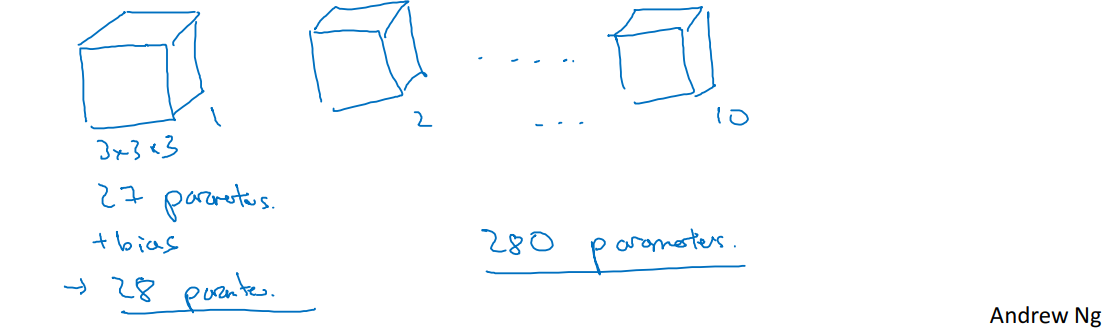 1
2
.....
...
10
3x3x3
27 parameters.
+ bias
→ 28 parameters.
280 parameters.
Andrew Ng